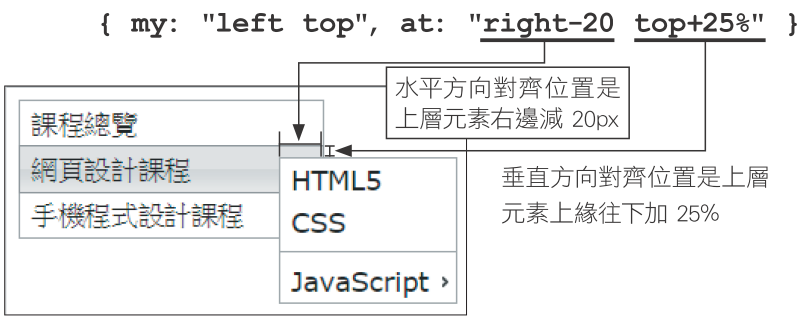 { my: "left top", at: "right-20 top+25%" }
水平方向對齊位置是
上層元素右邊減 20px
課程總覽
網頁設計課程
手機程式設計課程
HTML5
CSS
JavaScript ›
垂直方向對齊位置是上層
元素上緣往下加 25%